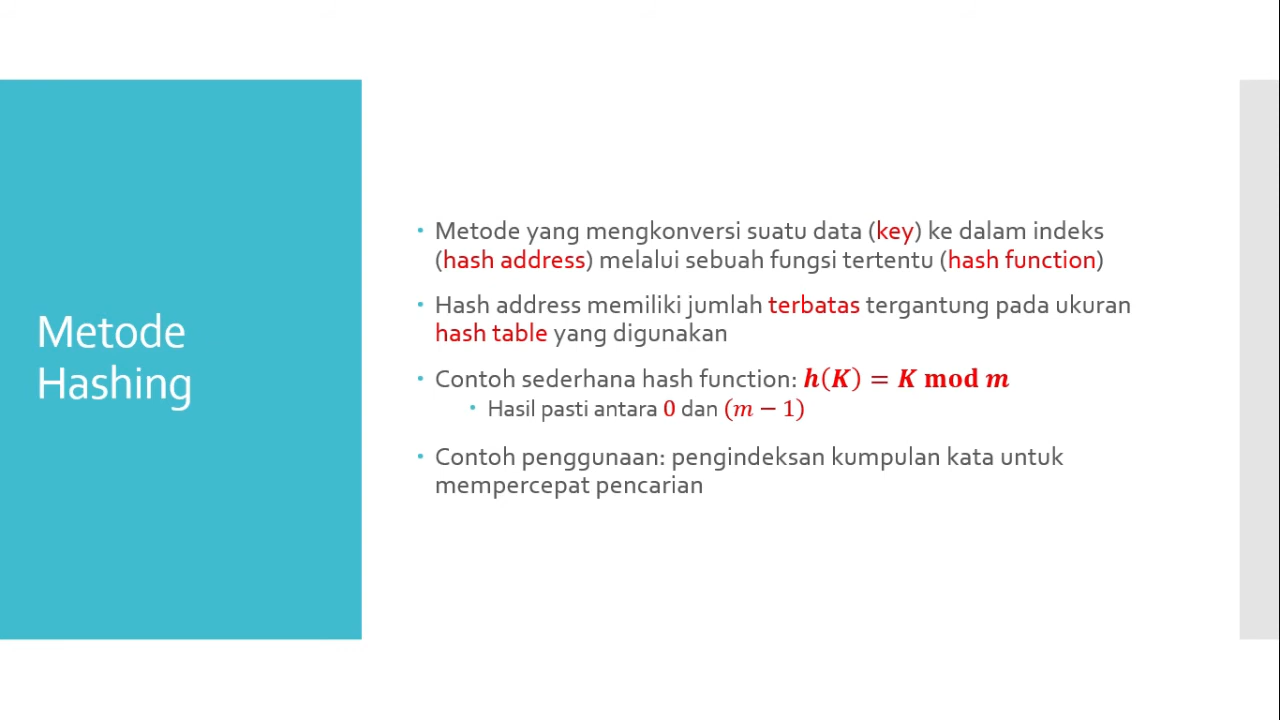 Metode
Hashing
• Metode yang mengkonversi suatu data (key) ke dalam indeks
(hash address) melalui sebuah fungsi tertentu (hash function)
• Hash address memiliki jumlah terbatas tergantung pada ukuran
hash table yang digunakan
• Contoh sederhana hash function: h(K) = K mod m
• Hasil pasti antara 0 dan (m − 1)
• Contoh penggunaan: pengindeksan kumpulan kata untuk
mempercepat pencarian